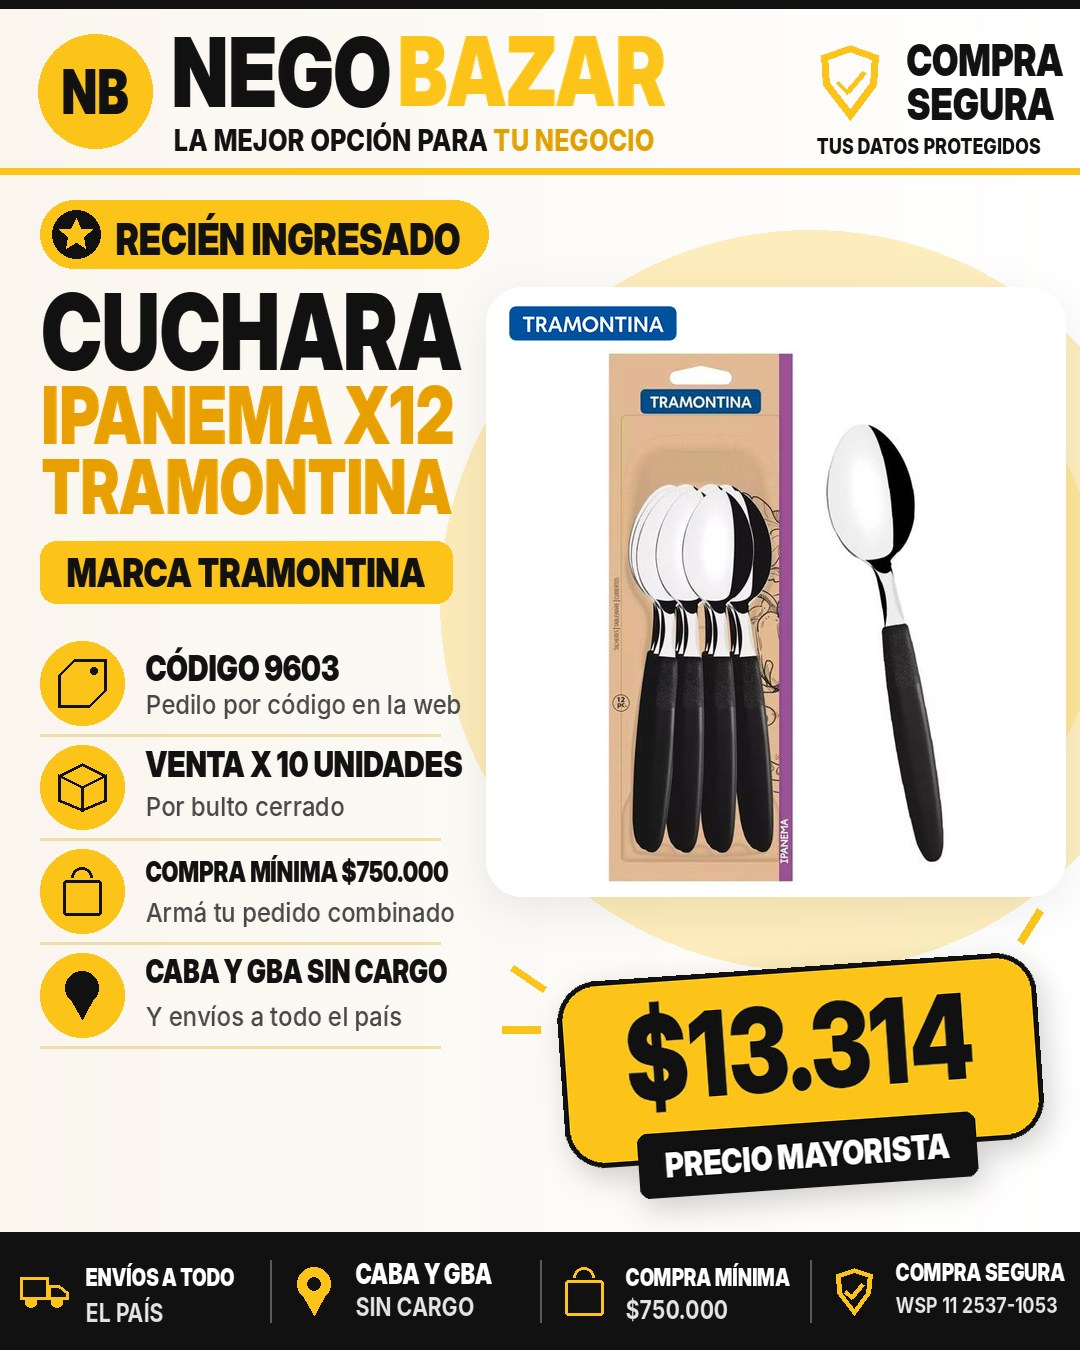 NB
NEGOBAZAR
LA MEJOR OPCIÓN PARA TU NEGOCIO
COMPRA
SEGURA
TUS DATOS PROTEGIDOS
RECIÉN INGRESADO
CUCHARA
IPANEMA X12
TRAMONTINA
MARCA TRAMONTINA
CÓDIGO 9603
Pedilo por código en la web
VENTA X 10 UNIDADES
Por bulto cerrado
COMPRA MÍNIMA $750.000
Armá tu pedido combinado
CABA Y GBA SIN CARGO
Y envíos a todo el país
TRAMONTINA
TRAMONTINA
12
pc.
IPANEMA
$13.314
PRECIO MAYORISTA
ENVÍOS A TODO
EL PAÍS
CABA Y GBA
SIN CARGO
COMPRA MÍNIMA
$750.000
COMPRA SEGURA
WSP 11 2537-1053